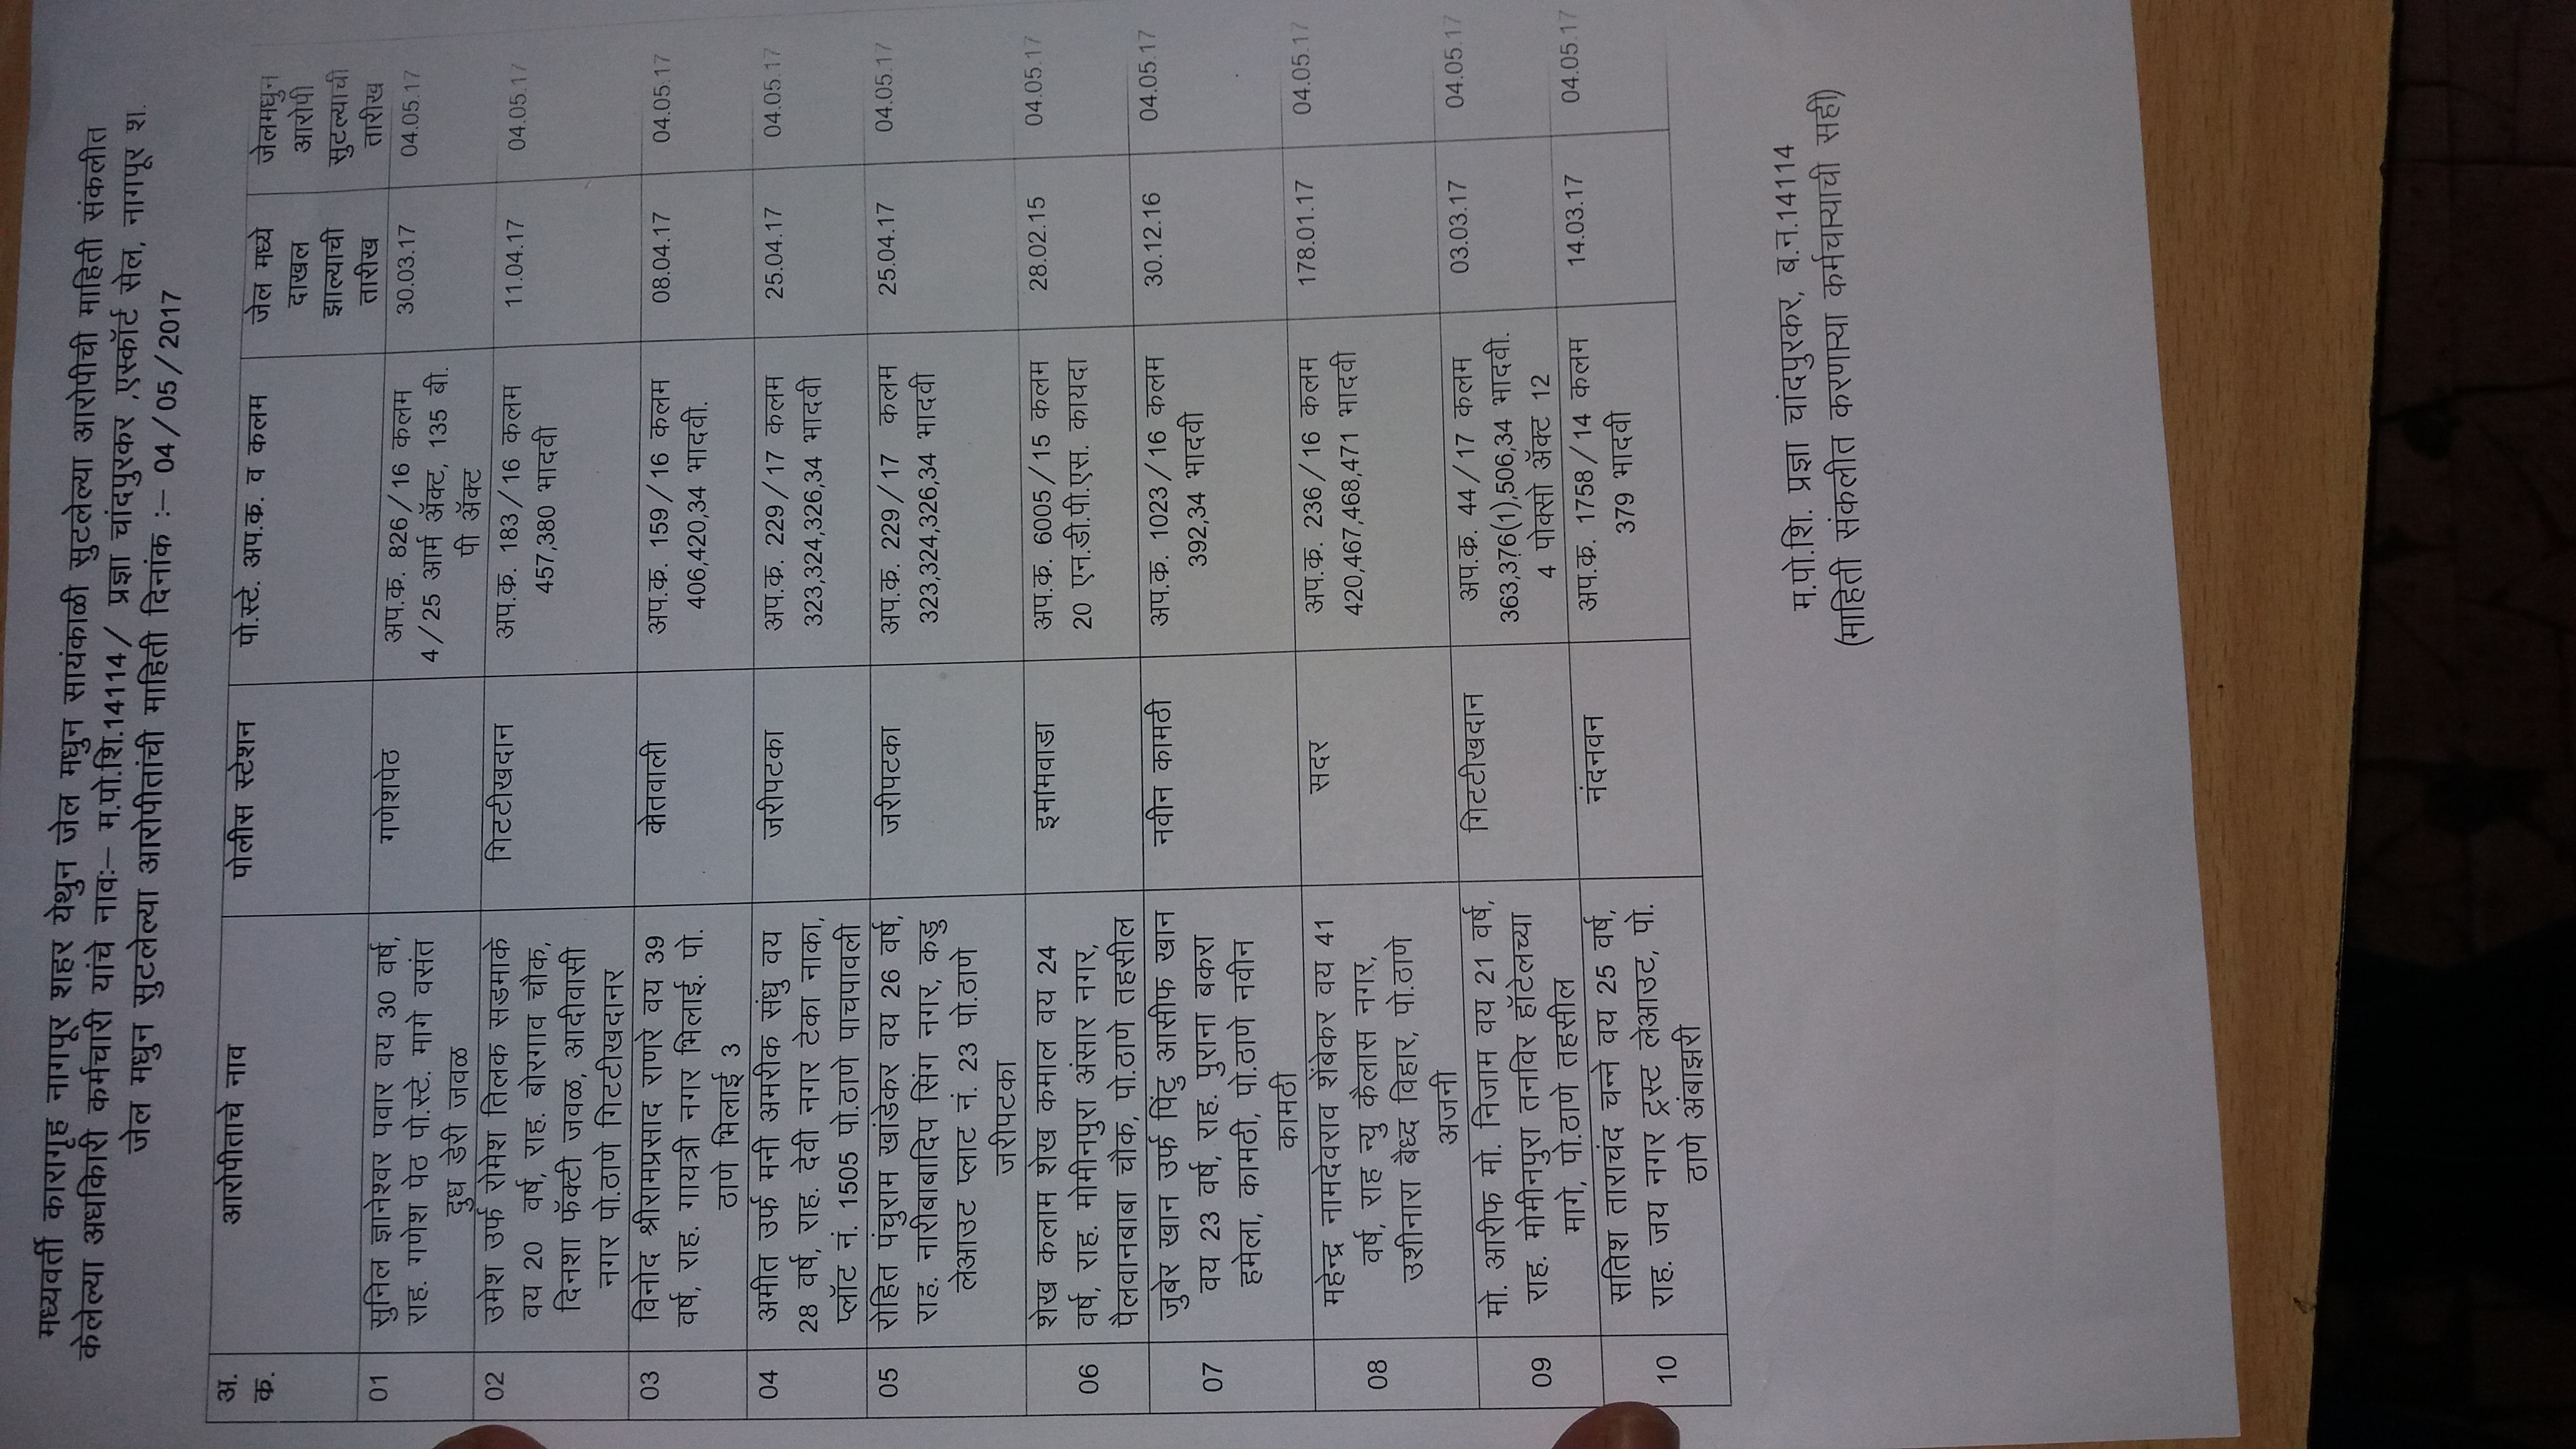 मध्यवर्ती कारागृह नागपुर शहर येथुन जेल मधुन सायंकाळी सुटलेल्या आरोपीची माहिती संकलीत
केलेल्या अधिकारी कर्मचारी यांचे नावः– म.पो.शि.14114/ प्रज्ञा चांदपुरकर ,एस्कॉर्ट सेल, नागपूर श.
जेल मधुन सुटलेल्या आरोपीतांची माहिती दिनांक :– 04/05/2017
अ. क. आरोपीताचे नाव पोलीस स्टेशन पो.स्टे. अप.क. व कलम जेल मध्ये दाखल झाल्याची तारीख जेलमधुन आरोपी सुटल्याची तारीख
01 सुनिल ज्ञानेश्वार पवार वय 30 वर्ष, गणेशपेठ अप.क. 826/16 कलम 30.03.17 04.05.17
राह. गणेश पेठ पो.स्टे. मागे वसंत 4/25 आर्म ॲक्ट, 135 बी.
दुध डेरी जवळ पी ॲक्ट
02 उमेश उर्फ रोमेश तिलक सडमाके गिटटीखदान अप.क. 183/16 कलम 11.04.17 04.05.17
वय 20 वर्ष, राह. बोरगाव चौक, 457,380 भादवी
दिनशा फॅक्टी जवळ, आदीवासी
नगर पो.ठाणे गिटटीखदानर
03 विनोद श्रीरामप्रसाद राणारे वय 39 कोतवाली अप.क. 159/16 कलम 08.04.17 04.05.17
वर्ष, राह. गायत्री नगर भिलाई. पो. 406,420,34 भादवी.
ठाणे भिलाई 3
04 अमीत उर्फ मनी अमरीक संधु वय जरीपटका अप.क. 229/17 कलम 25.04.17 04.05.17
28 वर्ष, राह. देवी नगर टेका नाका, 323,324,326,34 भादवी
प्लॉट नं. 1505 पो.ठाणे पाचपावली
05 रोहित पंचुराम खांडेकर वय 26 वर्ष, जरीपटका अप.क. 229/17 कलम 25.04.17 04.05.17
राह. नारीबाबादिप सिंग नगर, कडु 323,324,326,34 भादवी
लेआउट प्लाट नं. 23 पो.ठाणे
जरीपटका
06 शेख कलाम शेख कमाल वय 24 इमांमवाडा अप.क. 6005/15 कलम 28.02.15 04.05.17
वर्ष, राह. मोमीनपुरा अंसार नगर, 20 एन.डी.पी.एस. कायदा
पैलवानबाबा चौक, पो.ठाणे तहसील
07 जुबेर खान उर्फ पिंटु आसीफ खान नवीन कामठी अप.क. 1023/16 कलम 30.12.16 04.05.17
वय 23 वर्ष, राह. पुराना बकरा 392,34 भादवी
हमेला, कामठी, पो.ठाणे नवीन
कामठी
08 महेन्द्र नामदेवराव शेंबेकर वय 41 सदर अप.क. 236/16 कलम 178.01.17 04.05.17
वर्ष, राह न्यु कैलास नगर, 420,467,468,471 भादवी
उशीनारा बैध्द विहार, पो.ठाणे
अजनी
09 मो. आरीफ मो. निजाम वय 21 वर्ष, गिटटीखदान अप.क. 44/17 कलम 03.03.17 04.05.17
राह. मोमीनपुरा तनविर हॉटेलच्या 363,376(1),506,34 भादवी.
मागे, पो.ठाणे तहसील 4 पोक्सो ॲक्ट 12
10 सतिश ताराचंद चन्ने वय 25 वर्ष, नंदनवन अप.क. 1758/14 कलम 14.03.17 04.05.17
राह. जय नगर ट्रस्ट लेआउट, पो. 379 भादवी
ठाणे अंबाझरी
म.पो.शि. प्रज्ञा चांदपुरकर, ब.न.14114
(माहिती संकलीत करणाऱ्या कर्मचाऱ्याची सही)